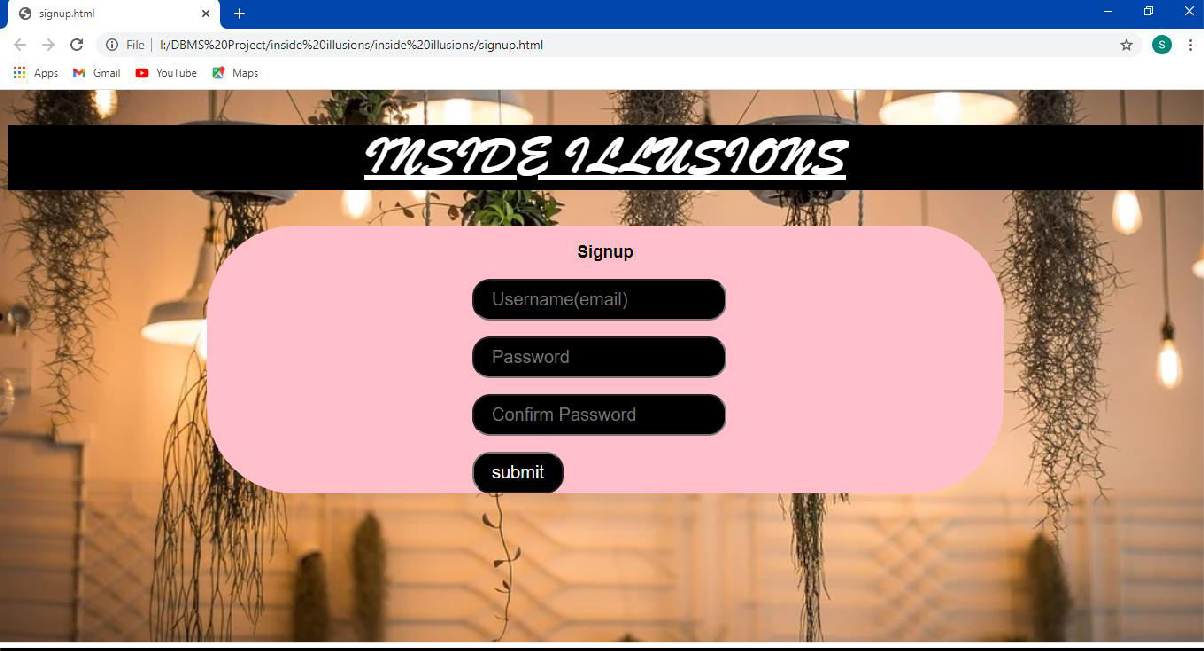 signup.html
File | I:/DBMS%20Project/inside%20illusions/inside%20illusions/signup.html
S
Apps Gmail YouTube Maps
INSIDE ILLUSIONS
Signup
Username(email)
Password
Confirm Password
submit